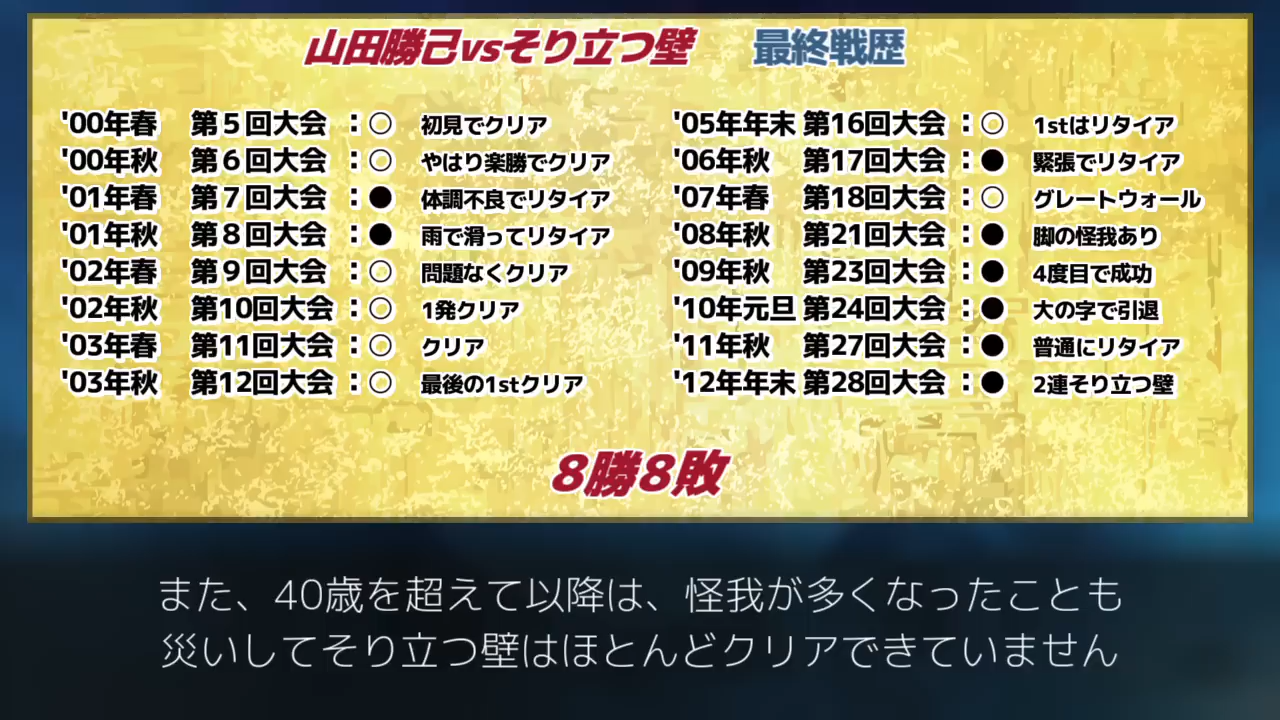 山田勝己vsそり立つ壁　最終戦歴
'00年春　第５回大会：○　初見でクリア
'00年秋　第６回大会：○　やはり楽勝でクリア
'01年春　第７回大会：●　体調不良でリタイア
'01年秋　第８回大会：●　雨で滑ってリタイア
'02年春　第９回大会：○　問題なくクリア
'02年秋　第10回大会：○　1発クリア
'03年春　第11回大会：○　クリア
'03年秋　第12回大会：○　最後の1stクリア
'05年年末 第16回大会：○　1stはリタイア
'06年秋　第17回大会：●　緊張でリタイア
'07年春　第18回大会：○　グレートウォール
'08年秋　第21回大会：●　脚の怪我あり
'09年秋　第23回大会：●　4度目で成功
'10年元旦 第24回大会：●　大の字で引退
'11年秋　第27回大会：●　普通にリタイア
'12年年末 第28回大会：●　2連そり立つ壁
8勝8敗
また、40歳を超えて以降は、怪我が多くなったことも
災いしてそり立つ壁はほとんどクリアできていません